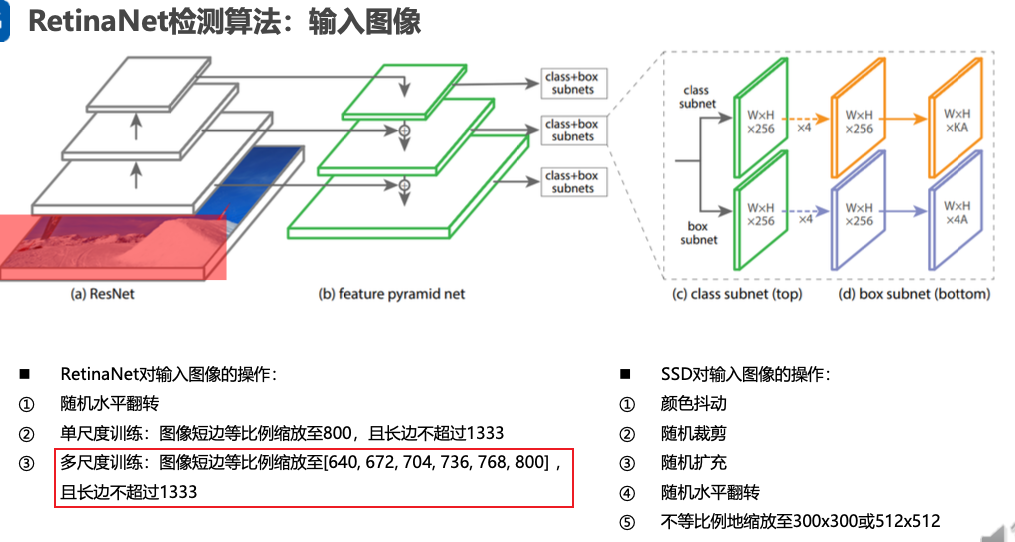 RetinaNet检测算法：输入图像
class+box
subnets
class+box
subnets
class+box
subnets
class
subnet
W×H
×256
×4
W×H
×256
W×H
×KA
box
subnet
W×H
×256
×4
W×H
×256
W×H
×4A
(a) ResNet
(b) feature pyramid net
(c) class subnet (top)
(d) box subnet (bottom)
■ RetinaNet对输入图像的操作：
① 随机水平翻转
② 单尺度训练：图像短边等比例缩放至800，且长边不超过1333
③ 多尺度训练：图像短边等比例缩放至[640, 672, 704, 736, 768, 800]，
且长边不超过1333
■ SSD对输入图像的操作：
① 颜色抖动
② 随机裁剪
③ 随机扩充
④ 随机水平翻转
⑤ 不等比例地缩放至300x300或512x512